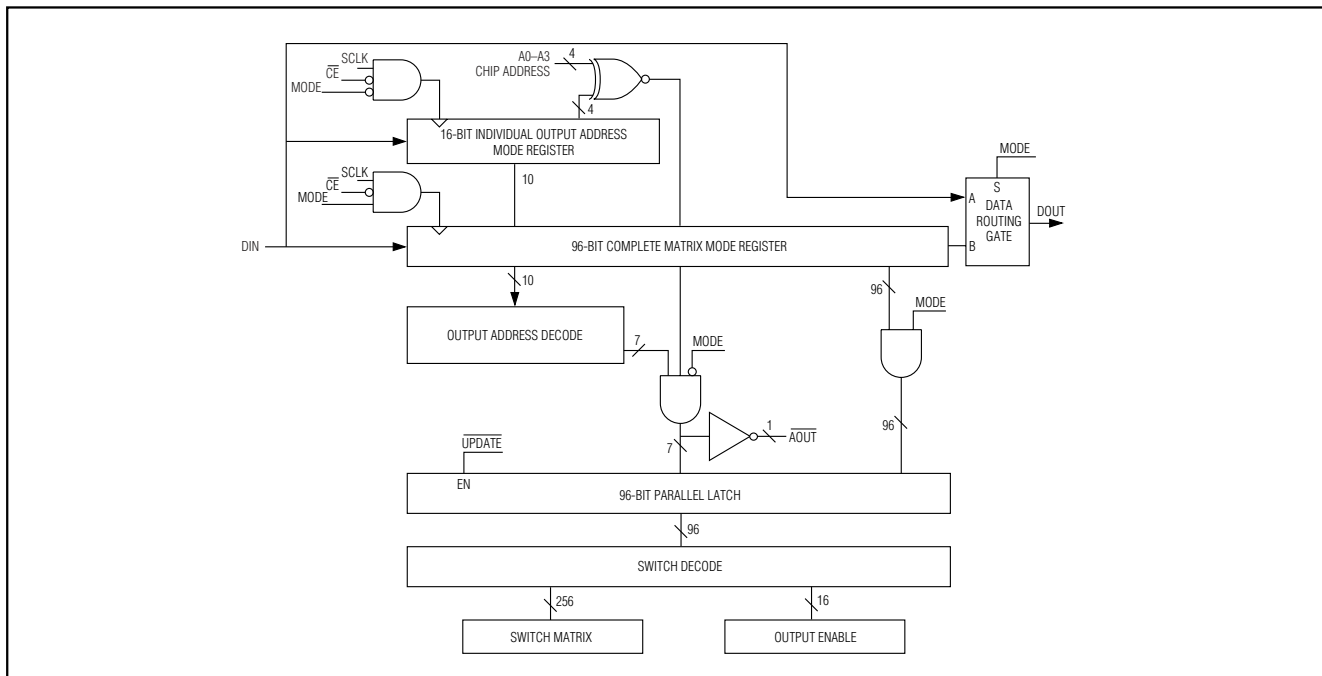 SCLK
CE
MODE
A0–A3
CHIP ADDRESS
4
4
16-BIT INDIVIDUAL OUTPUT ADDRESS
MODE REGISTER
SCLK
CE
MODE
10
MODE
S
A
DATA
ROUTING
GATE
B
DOUT
DIN
96-BIT COMPLETE MATRIX MODE REGISTER
10
96
MODE
OUTPUT ADDRESS DECODE
7
MODE
UPDATE
7
1
AOUT
96
EN
96-BIT PARALLEL LATCH
96
SWITCH DECODE
256
16
SWITCH MATRIX
OUTPUT ENABLE